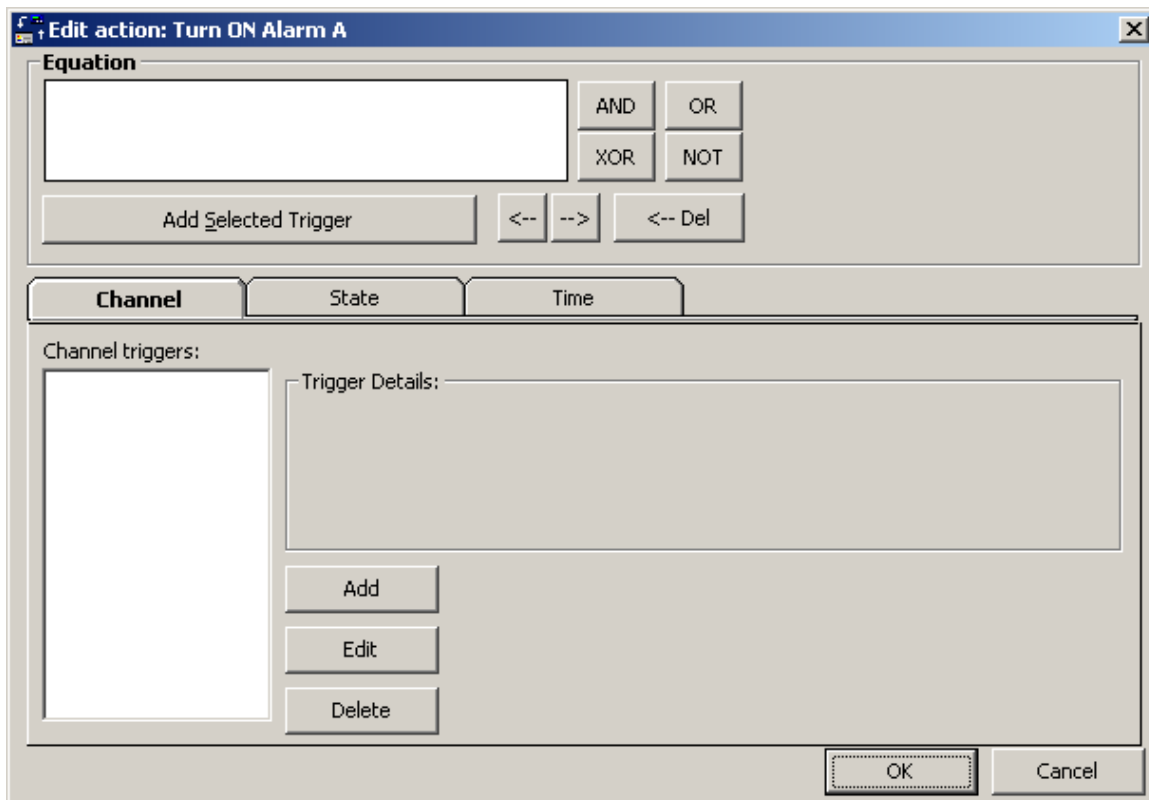 Edit action: Turn ON Alarm A
Equation
AND OR
XOR NOT
Add Selected Trigger <-- --> <-- Del
Channel State Time
Channel triggers:
Trigger Details:
Add
Edit
Delete
OK Cancel